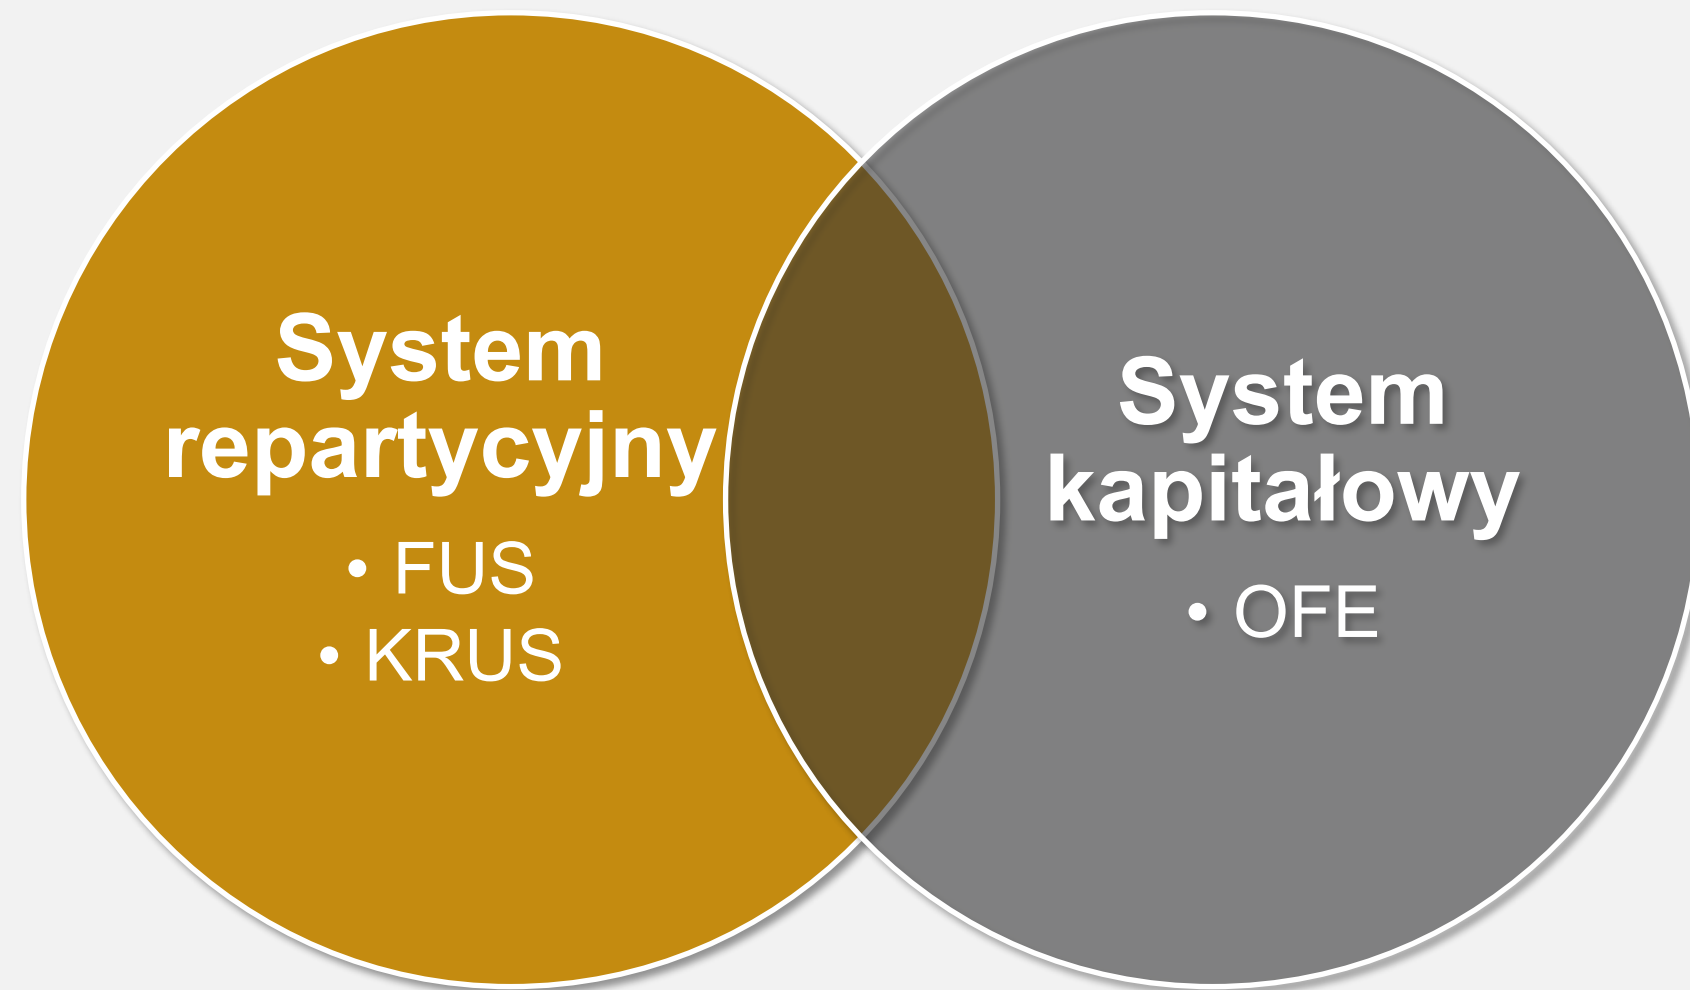 System
repartycyjny
• FUS
• KRUS
System
kapitałowy
• OFE